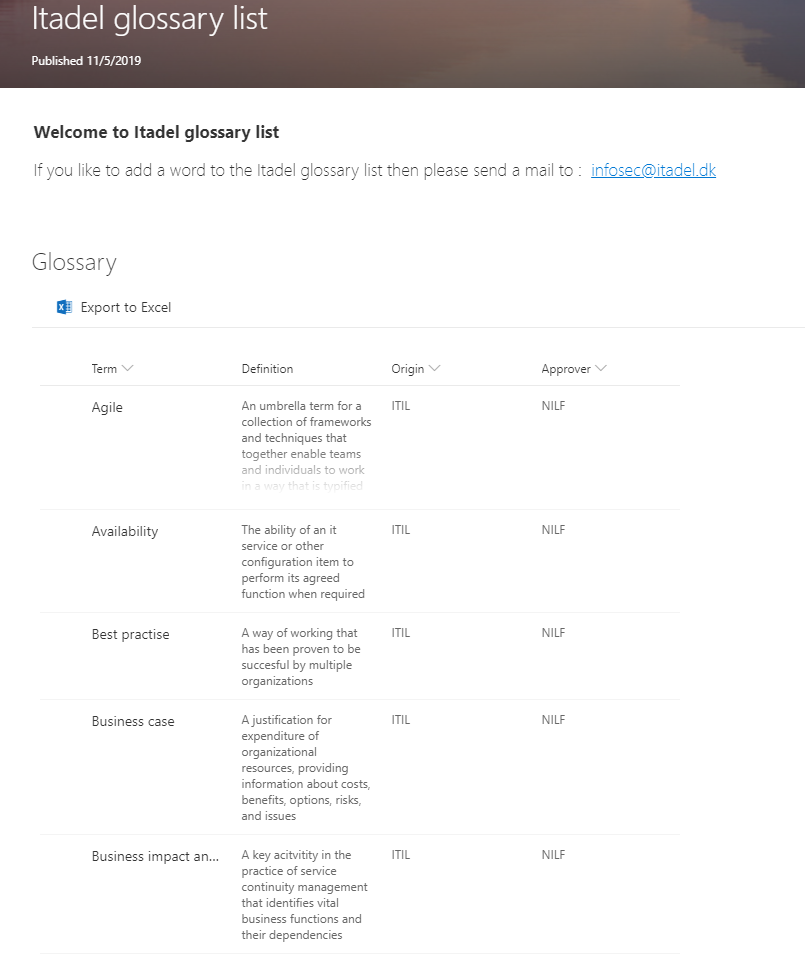 Itadel glossary list
Published 11/5/2019
Welcome to Itadel glossary list
If you like to add a word to the Itadel glossary list then please send a mail to : infosec@itadel.dk
Glossary
Export to Excel
Term Definition Origin Approver
Agile
An umbrella term for a
collection of frameworks
and techniques that
together enable teams
and individuals to work
in a way that is typified
ITIL
NILF
Availability
The ability of an it
service or other
configuration item to
perform its agreed
function when required
ITIL
NILF
Best practise
A way of working that
has been proven to be
succesful by multiple
organizations
ITIL
NILF
Business case
A justification for
expenditure of
organizational
resources, providing
information about costs,
benefits, options, risks,
and issues
ITIL
NILF
Business impact an...
A key acitvitity in the
practice of service
continuity management
that identifies vital
business functions and
their dependencies
ITIL
NILF